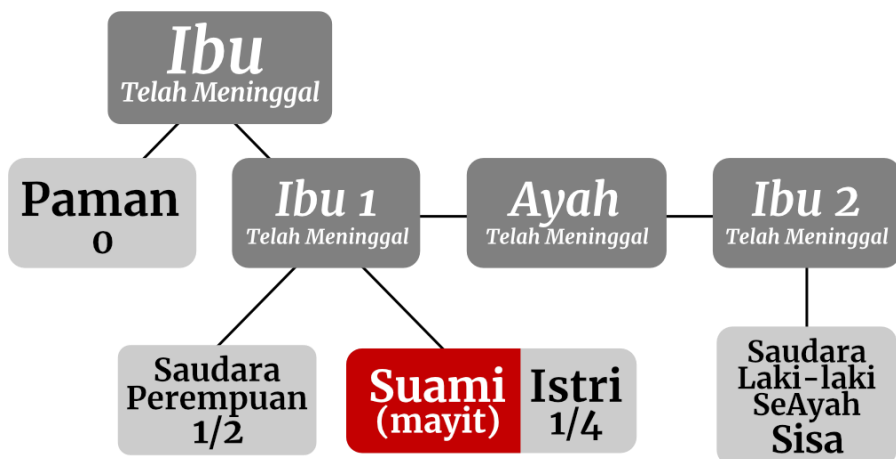 Ibu
Telah Meninggal
Paman
0
Ibu 1
Telah Meninggal
Ayah
Telah Meninggal
Ibu 2
Telah Meninggal
Saudara
Perempuan
1/2
Suami
(mayit)
Istri
1/4
Saudara
Laki-laki
SeAyah
Sisa